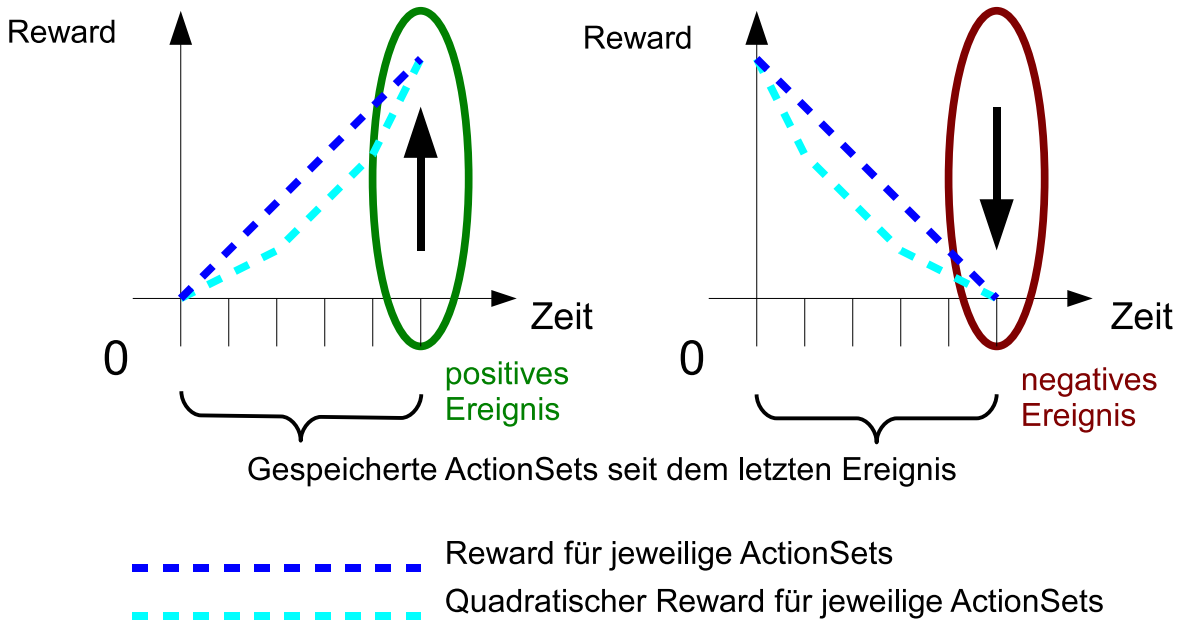 Reward
Zeit
0
positives
Ereignis
Reward
Zeit
0
negatives
Ereignis
Gespeicherte ActionSets seit dem letzten Ereignis
Reward für jeweilige ActionSets
Quadratischer Reward für jeweilige ActionSets